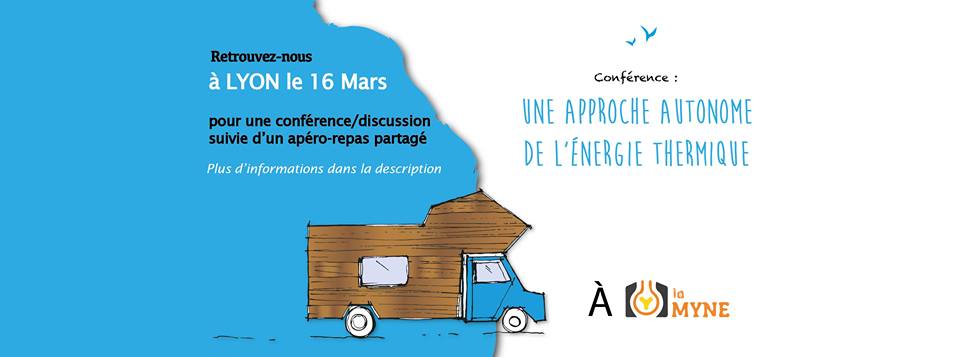 Retrouvez-nous
à LYON le 16 Mars
pour une conférence/discussion
suivie d'un apéro-repas partagé
Plus d'informations dans la description
Conférence :
UNE APPROCHE AUTONOME
DE L'ÉNERGIE THERMIQUE
À la
MYNE